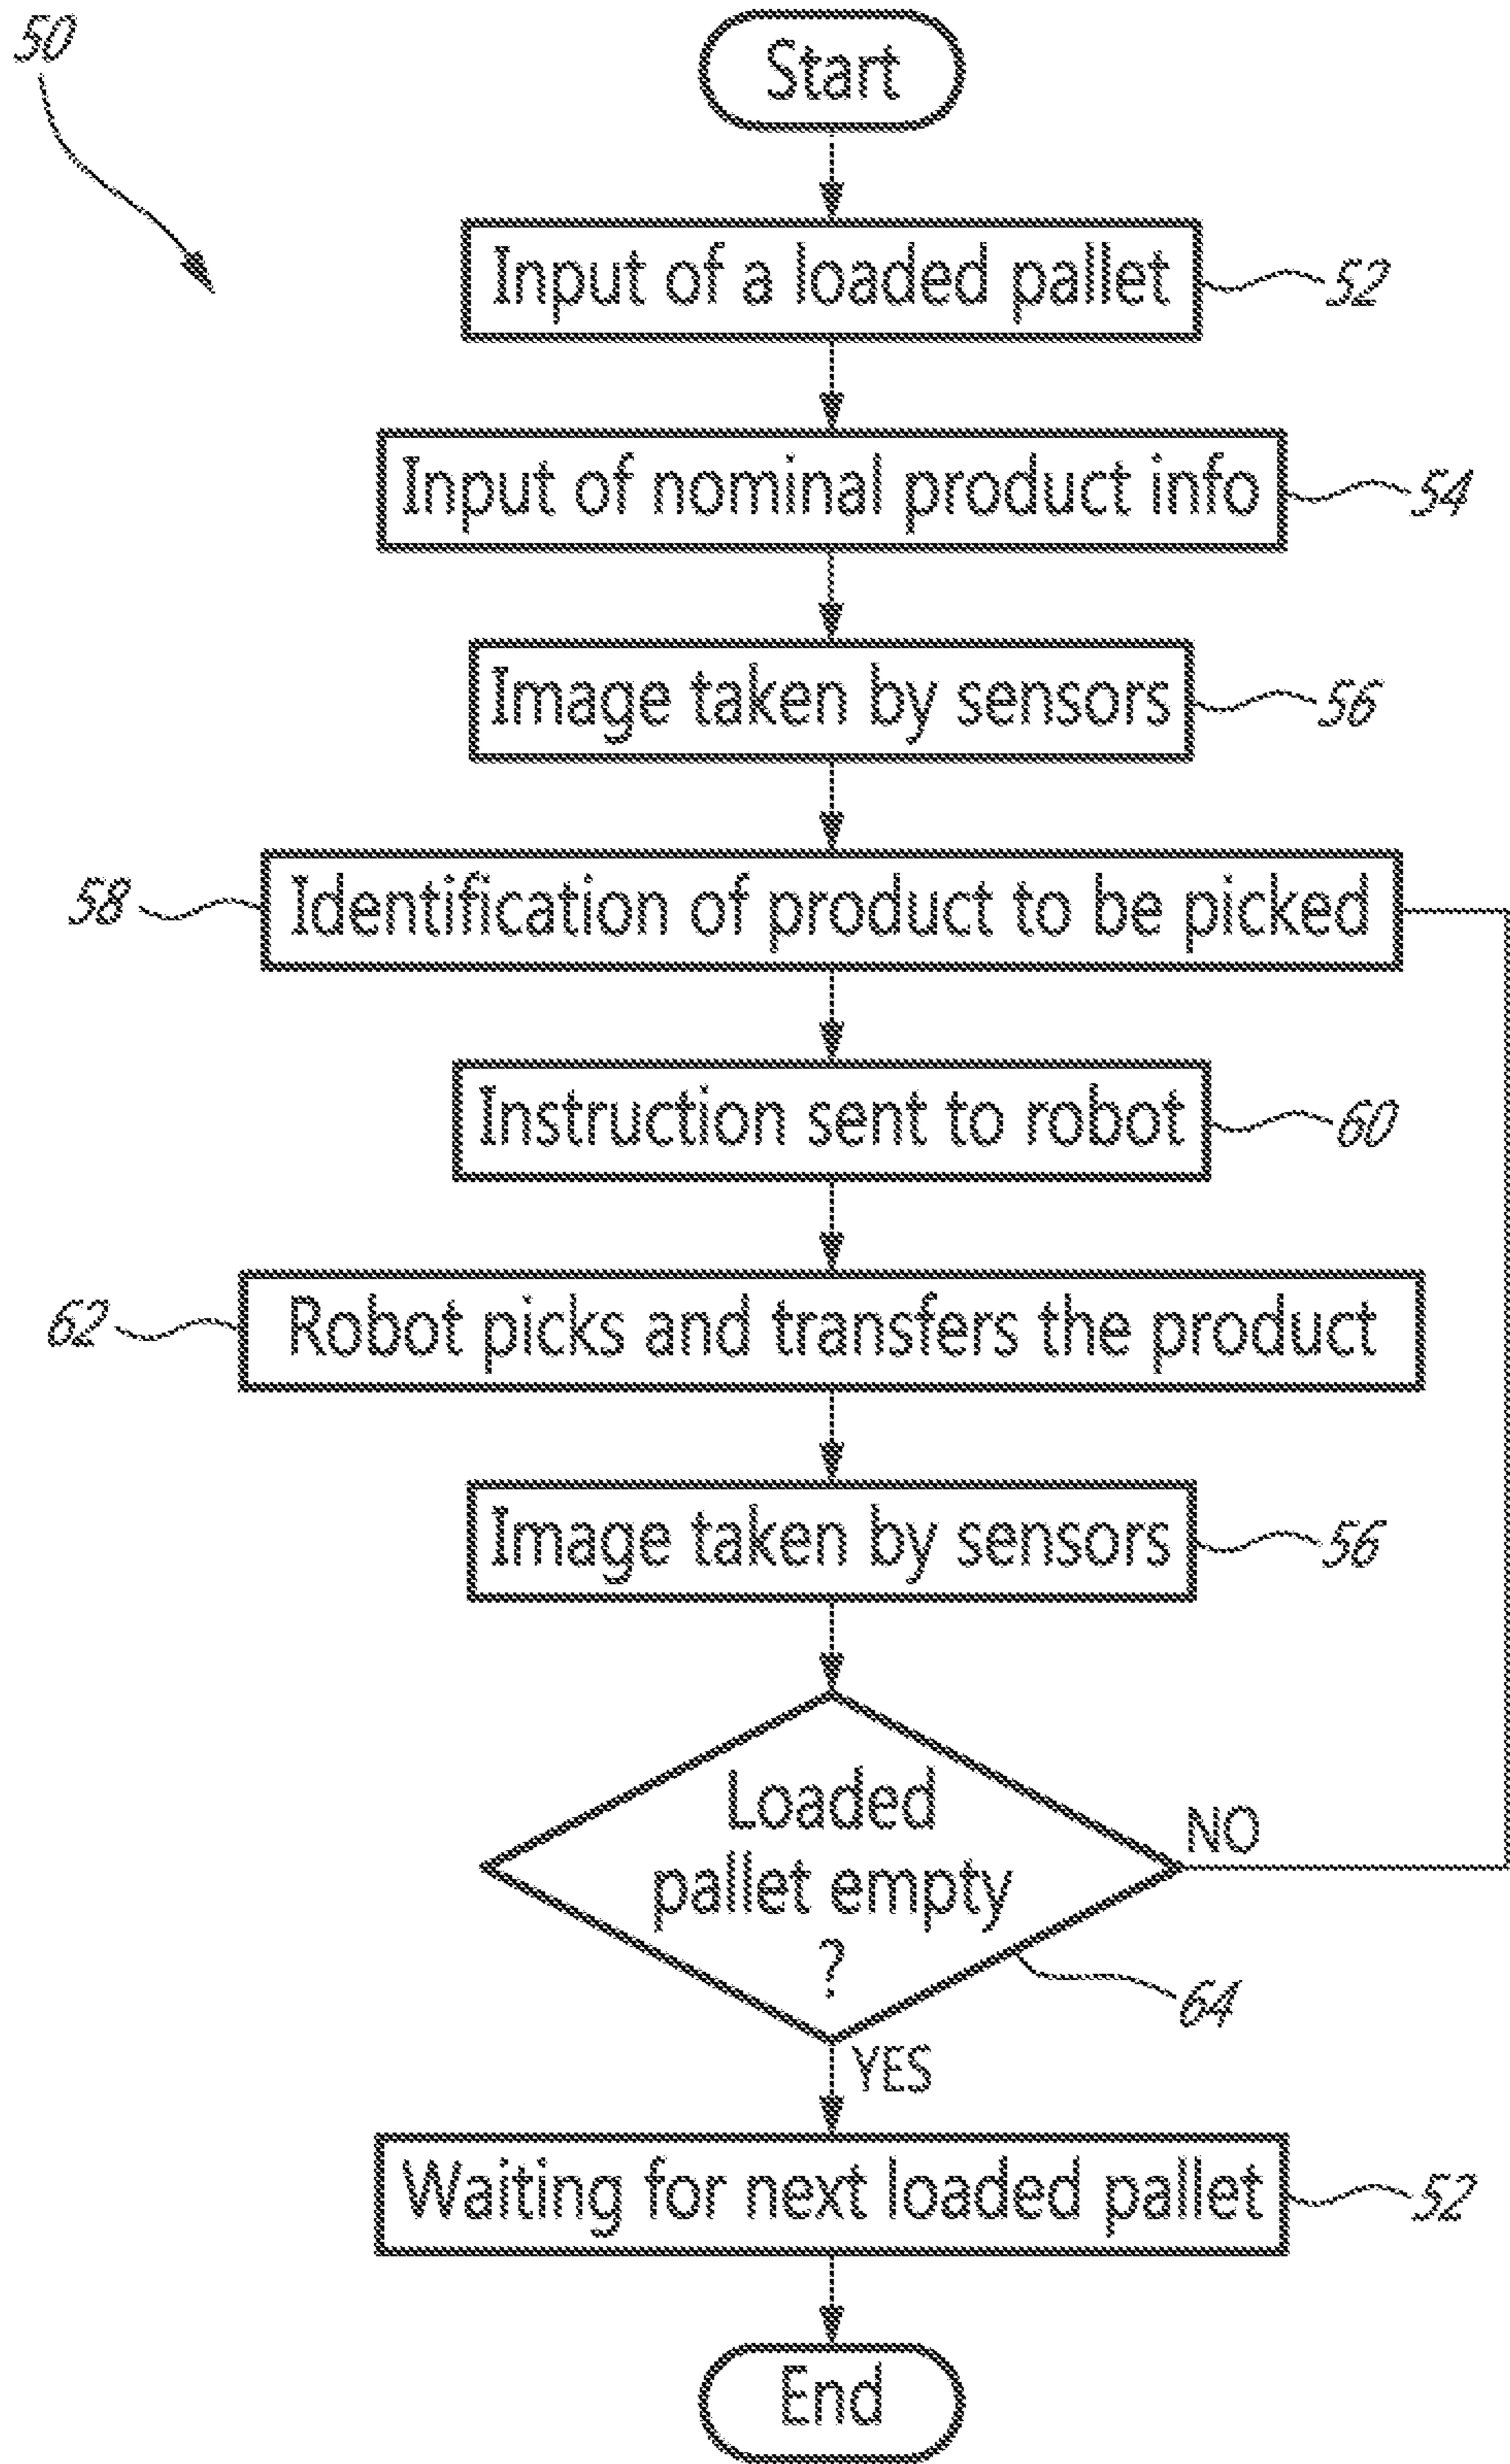 50
Start
Input of a loaded pallet
52
Input of nominal product info
54
Image taken by sensors
56
58
Identification of product to be picked
Instruction sent to robot
60
62
Robot picks and transfers the product
Image taken by sensors
56
Loaded
pallet empty
?
NO
64
YES
Waiting for next loaded pallet
52
End